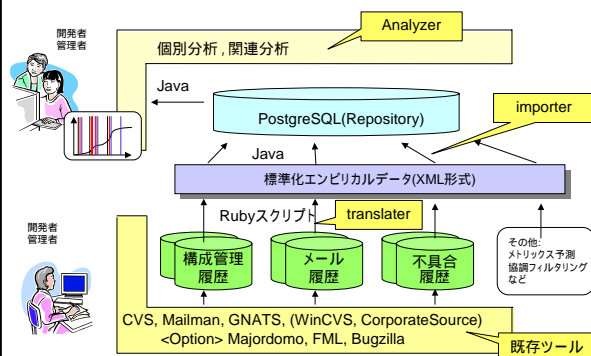 開発者
管理者
Analyzer
個別分析，関連分析
Java
PostgreSQL(Repository)
importer
Java
標準化エンピリカルデータ(XML形式)
Rubyスクリプト
translater
開発者
管理者
構成管理
履歴
メール
履歴
不具合
履歴
その他:
メトリックス予測
協調フィルタリング
など
CVS, Mailman, GNATS, (WinCVS, CorporateSource)
<Option> Majordomo, FML, Bugzilla
既存ツール